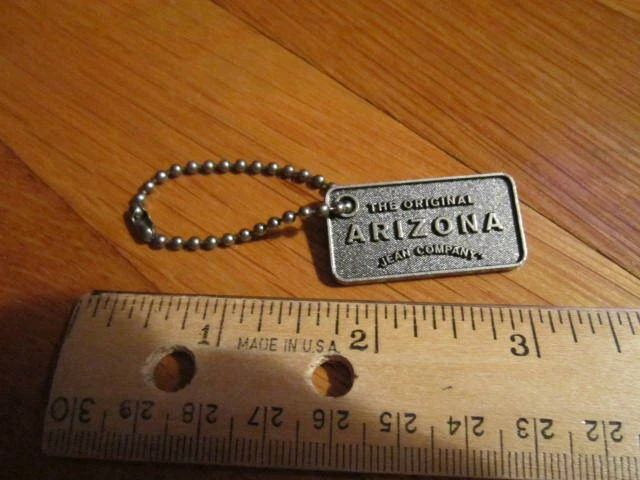 THE ORIGINAL
ARIZONA
JEAN COMPANY
1 2 3
MADE IN U.S.A.
30 29 28 27 26 25 24 23 22